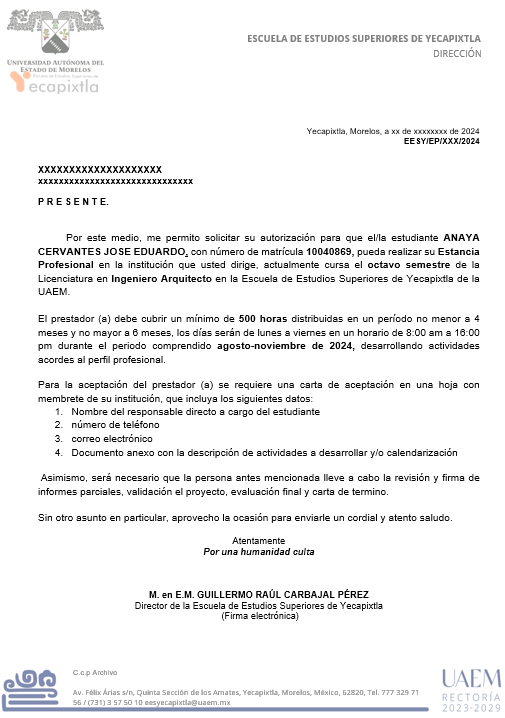 UNIVERSIDAD AUTÓNOMA DEL
ESTADO DE MORELOS
Escuela de Estudios Superiores de
Yecapixtla
ESCUELA DE ESTUDIOS SUPERIORES DE YECAPIXTLA
DIRECCIÓN
Yecapixtla, Morelos, a xx de xxxxxxxx de 2024
EESY/EP/XXX/2024
XXXXXXXXXXXXXXXXXXXX
xxxxxxxxxxxxxxxxxxxxxxxxxxxxxx
P R E S E N T E.
Por este medio, me permito solicitar su autorización para que el/la estudiante ANAYA
CERVANTES JOSE EDUARDO, con número de matrícula 10040869, pueda realizar su Estancia
Profesional en la institución que usted dirige, actualmente cursa el octavo semestre de la
Licenciatura en Ingeniero Arquitecto en la Escuela de Estudios Superiores de Yecapixtla de la
UAEM.
El prestador (a) debe cubrir un mínimo de 500 horas distribuidas en un período no menor a 4
meses y no mayor a 6 meses, los días serán de lunes a viernes en un horario de 8:00 am a 16:00
pm durante el periodo comprendido agosto-noviembre de 2024, desarrollando actividades
acordes al perfil profesional.
Para la aceptación del prestador (a) se requiere una carta de aceptación en una hoja con
membrete de su institución, que incluya los siguientes datos:
1. Nombre del responsable directo a cargo del estudiante
2. número de teléfono
3. correo electrónico
4. Documento anexo con la descripción de actividades a desarrollar y/o calendarización
Asimismo, será necesario que la persona antes mencionada lleve a cabo la revisión y firma de
informes parciales, validación el proyecto, evaluación final y carta de termino.
Sin otro asunto en particular, aprovecho la ocasión para enviarle un cordial y atento saludo.
Atentamente
Por una humanidad culta
M. en E.M. GUILLERMO RAÚL CARBAJAL PÉREZ
Director de la Escuela de Estudios Superiores de Yecapixtla
(Firma electrónica)
C.c.p Archivo
Av. Félix Árias s/n, Quinta Sección de los Amates, Yecapixtla, Morelos, México, 62820, Tel. 777 329 71
56 / (731) 3 57 50 10 eesyecapixtla@uaem.mx
UAEM
RECTORÍA
2023-2029